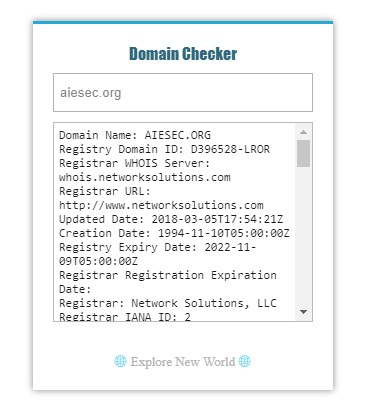 Domain Checker
aiesec.org
Domain Name: AIESEC.ORG
Registry Domain ID: D396528-LROR
Registrar WHOIS Server:
whois.networksolutions.com
Registrar URL:
http://www.networksolutions.com
Updated Date: 2018-03-05T17:54:21Z
Creation Date: 1994-11-10T05:00:00Z
Registry Expiry Date: 2022-11-
09T05:00:00Z
Registrar Registration Expiration
Date:
Registrar: Network Solutions, LLC
Registrar IANA ID: 2
🌐 Explore New World 🌐